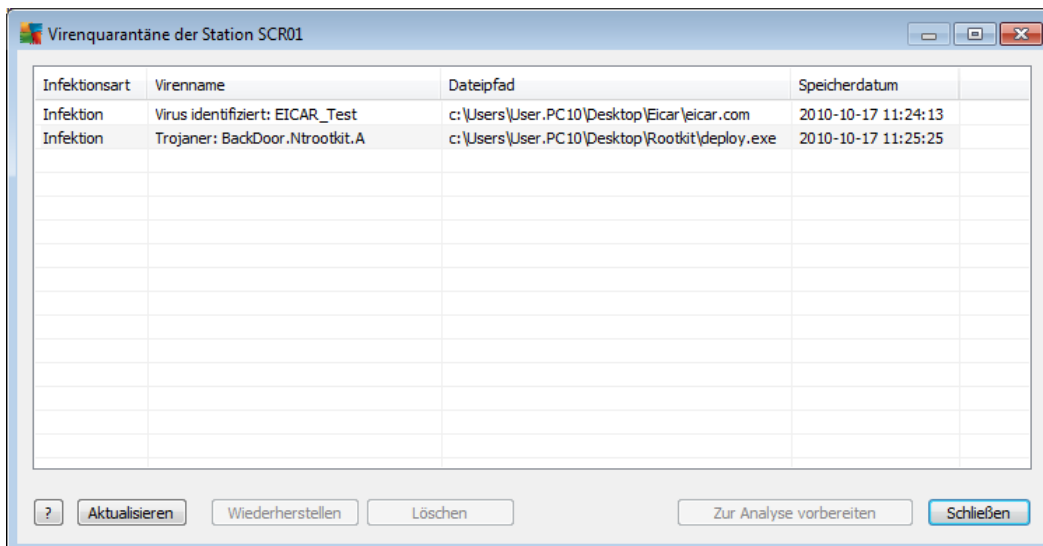 Virenquarantäne der Station SCR01
Infektionsart Virenname Dateipfad Speicherdatum
Infektion Virus identifiziert: EICAR_Test c:\Users\User.PC10\Desktop\Eicar\eicar.com 2010-10-17 11:24:13
Infektion Trojaner: BackDoor.Ntrootkit.A c:\Users\User.PC10\Desktop\Rootkit\deploy.exe 2010-10-17 11:25:25
? Aktualisieren Wiederherstellen Löschen Zur Analyse vorbereiten Schließen